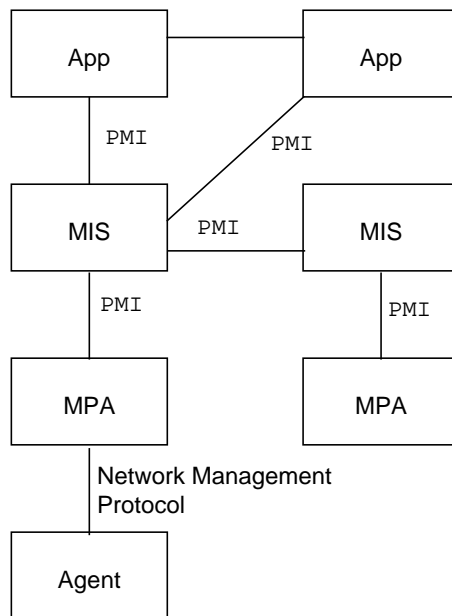 App
App
PMI
PMI
MIS
PMI
MIS
PMI
PMI
MPA
MPA
Network Management
Protocol
Agent